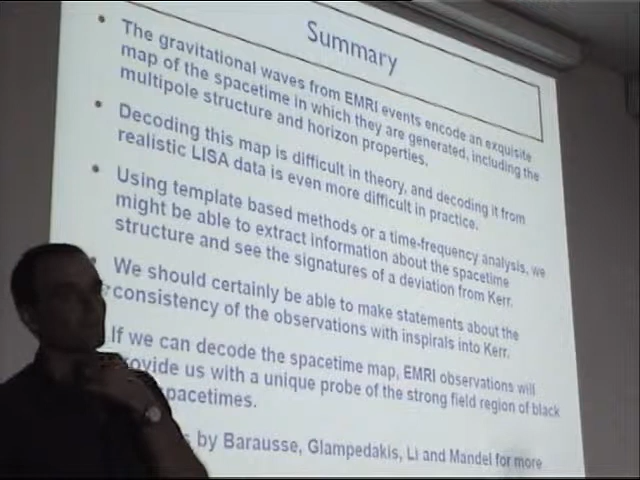 Summary
The gravitational waves from EMRI events encode an exquisite
map of the spacetime in which they are generated, including the
multipole structure and horizon properties.
Decoding this map is difficult in theory, and decoding it from
realistic LISA data is even more difficult in practice.
Using template based methods or a time-frequency analysis, we
might be able to extract information about the spacetime
structure and see the signatures of a deviation from Kerr.
We should certainly be able to make statements about the
consistency of the observations with inspirals into Kerr.
If we can decode the spacetime map, EMRI observations will
us with a unique probe of the strong field region of black
by Barausse, Glampedakis, Li and Mandel for more